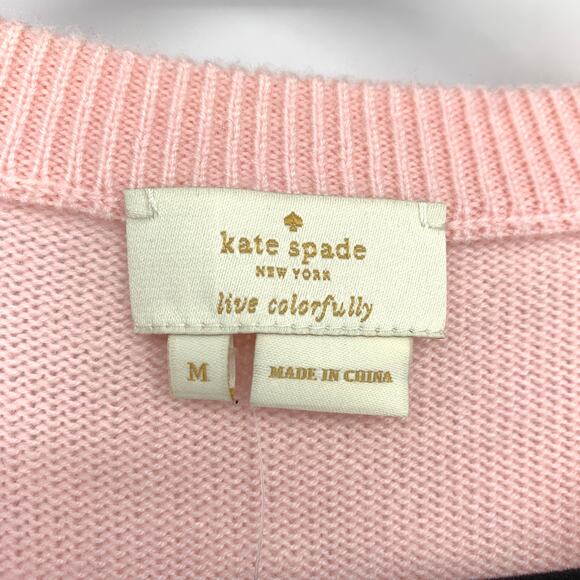 kate spade
NEW YORK
live colorfully
M
MADE IN CHINA